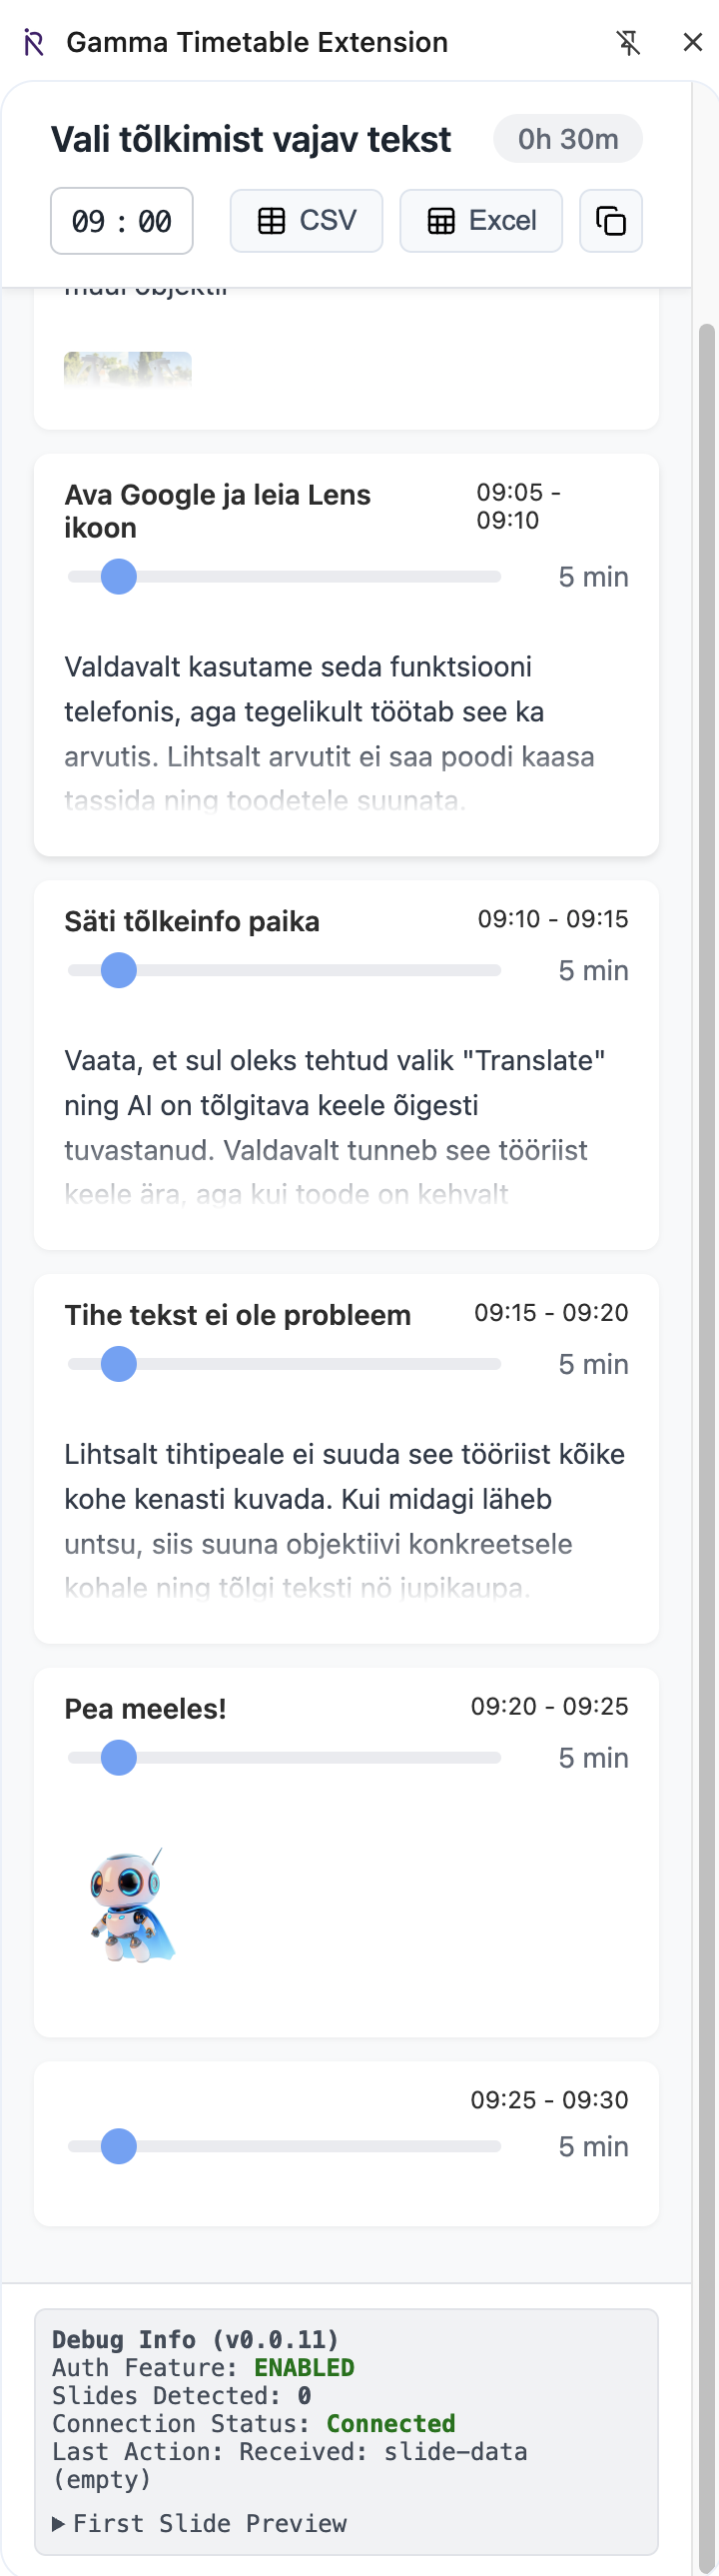 Gamma Timetable Extension
Vali tõlkimist vajav tekst
0h 30m
09 : 00
CSV
Excel
Ava Google ja leia Lens
ikoon
09:05 -
09:10
5 min
Valdavalt kasutame seda funktsiooni
telefonis, aga tegelikult töötab see ka
arvutis. Lihtsalt arvutit ei saa poodi kaasa
tassida ning toodetele suunata.
Säti tõlkeinfo paika
09:10 - 09:15
5 min
Vaata, et sul oleks tehtud valik "Translate"
ning AI on tõlgitava keele õigesti
tuvastanud. Valdavalt tunneb see tööriist
keele ära, aga kui toode on kehvalt
Tihe tekst ei ole probleem
09:15 - 09:20
5 min
Lihtsalt tihtipeale ei suuda see tööriist kõike
kohe kenasti kuvada. Kui midagi läheb
untsu, siis suuna objektiivi konkreetsele
kohale ning tõlgi teksti nö jupikaupa.
Pea meeles!
09:20 - 09:25
5 min
09:25 - 09:30
5 min
Debug Info (v0.0.11)
Auth Feature: ENABLED
Slides Detected: 0
Connection Status: Connected
Last Action: Received: slide-data
(empty)
First Slide Preview